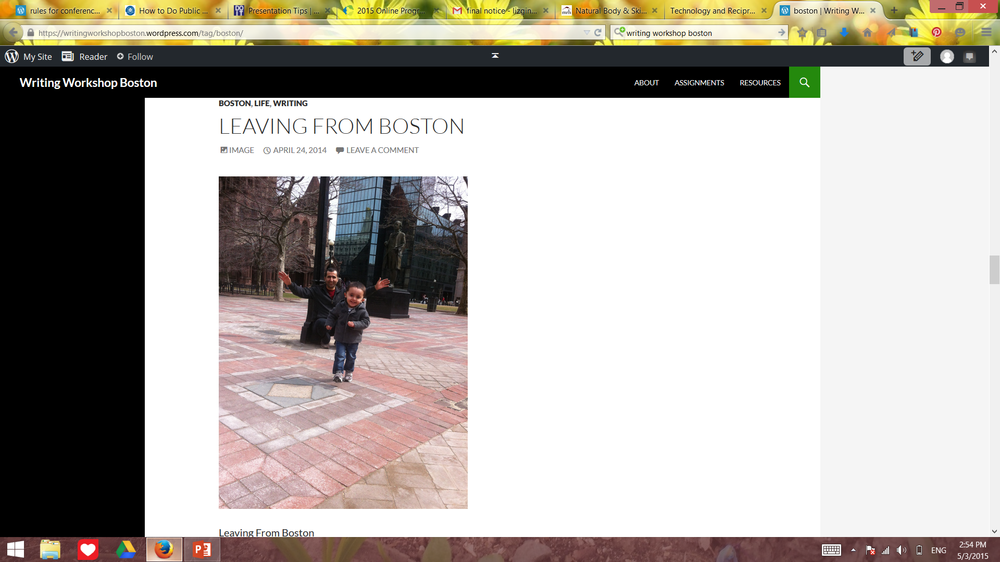 rules for conferenc...
How to Do Public ...
Presentation Tips | ...
2015 Online Progr...
final notice - lizgin...
Natural Body & Ski...
Technology and Recipr...
boston | Writing W...
https://writingworkshopboston.wordpress.com/tag/boston/
writing workshop boston
My Site
Reader
Follow
Writing Workshop Boston
ABOUT
ASSIGNMENTS
RESOURCES
BOSTON, LIFE, WRITING
LEAVING FROM BOSTON
IMAGE
APRIL 24, 2014
LEAVE A COMMENT
Leaving From Boston
ENG
2:54 PM
5/3/2015